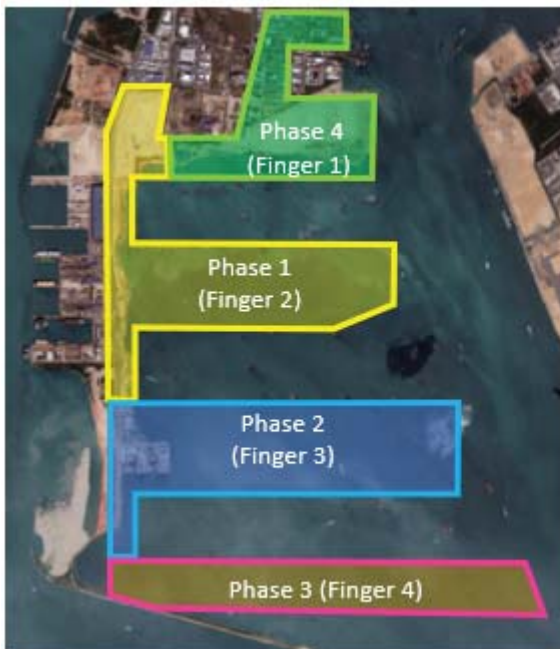 Phase 4
(Finger 1)
Phase 1
(Finger 2)
Phase 2
(Finger 3)
Phase 3 (Finger 4)